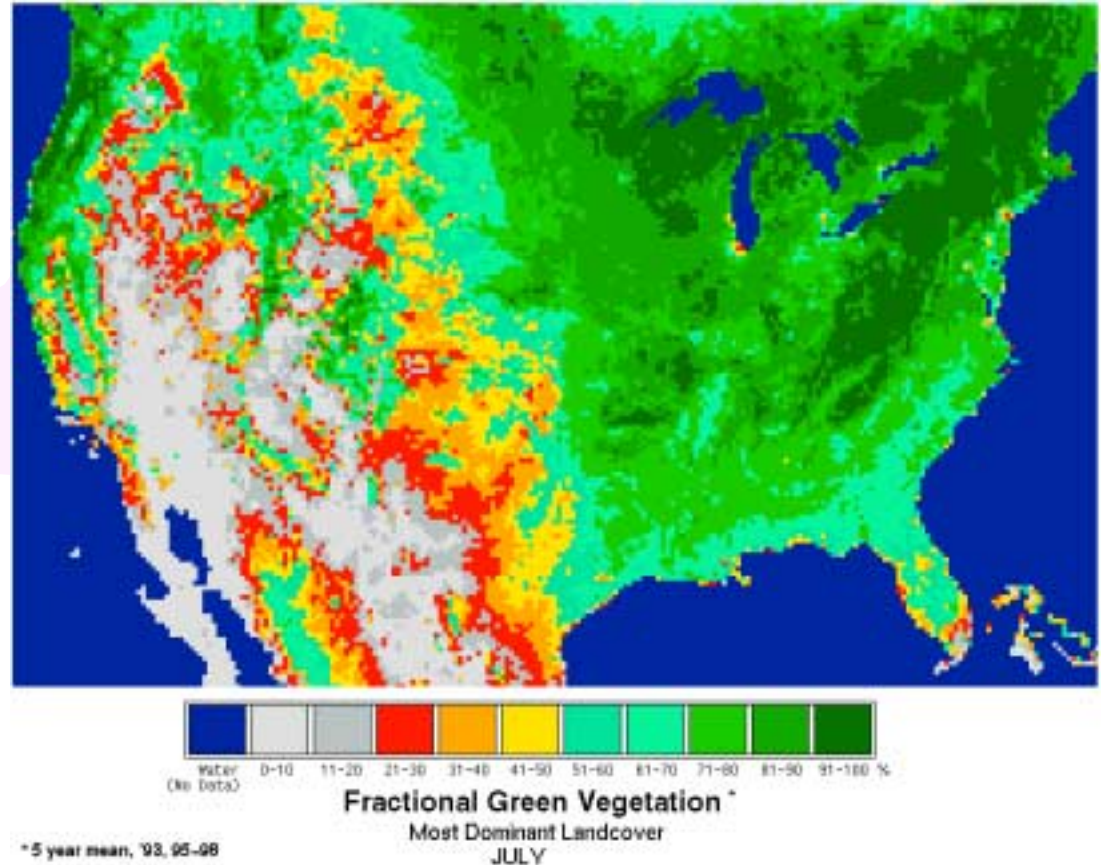 Water 0-10 11-20 21-30 31-40 41-50 51-60 61-70 71-80 81-90 91-100 %
(No Data)
Fractional Green Vegetation *
Most Dominant Landcover
JULY
* 5 year mean, '93, 95-98